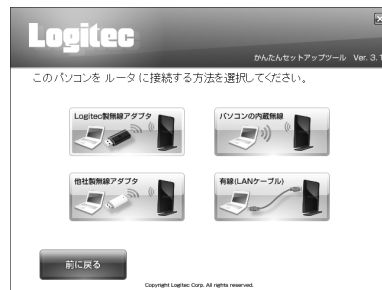 Logitec
かんたんセットアップツール Ver. 3.1
このパソコンを ルータ に接続する方法を選択してください。
Logitec製無線アダプタ
パソコンの内蔵無線
他社製無線アダプタ
有線(LANケーブル)
前に戻る
Copyright Logitec Corp. All rights reserved.